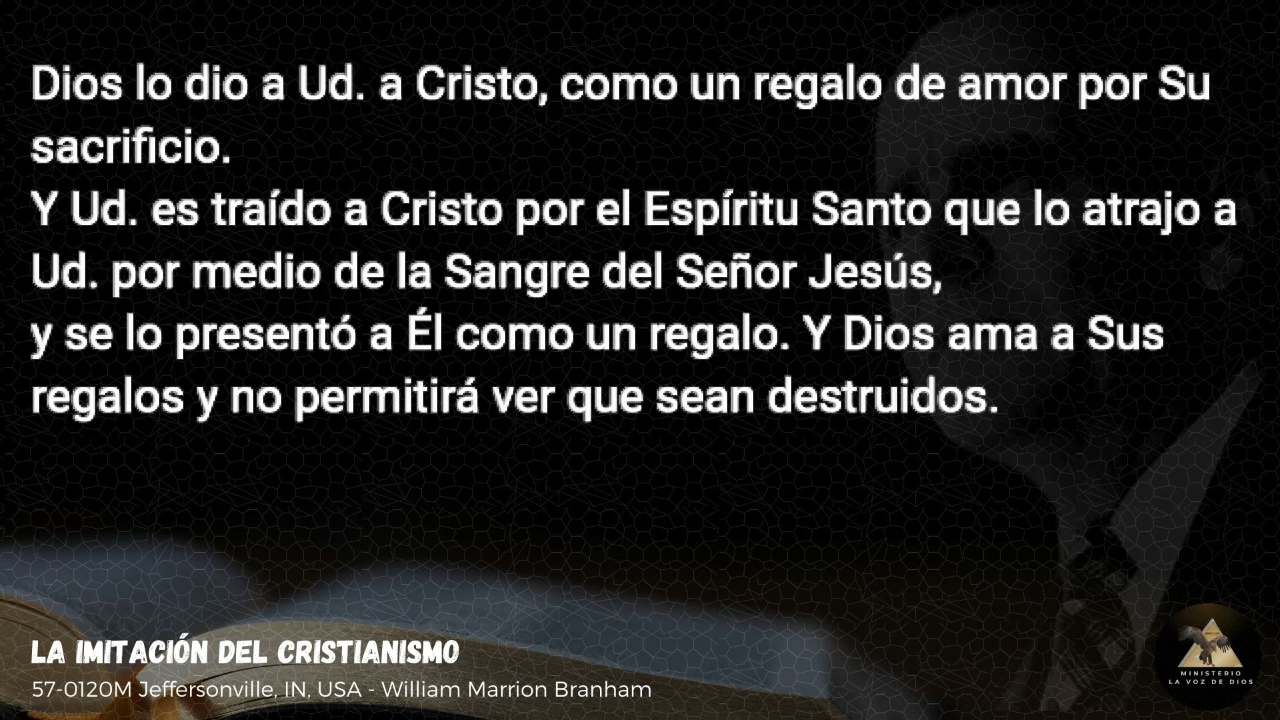 Dios lo dio a Ud. a Cristo, como un regalo de amor por Su
sacrificio.
Y Ud. es traído a Cristo por el Espíritu Santo que lo atrajo a
Ud. por medio de la Sangre del Señor Jesús,
y se lo presentó a Él como un regalo. Y Dios ama a Sus
regalos y no permitirá ver que sean destruidos.
LA IMITACIÓN DEL CRISTIANISMO
57-0120M Jeffersonville, IN, USA - William Marrion Branham
MINISTERIO
LA VOZ DE DIOS